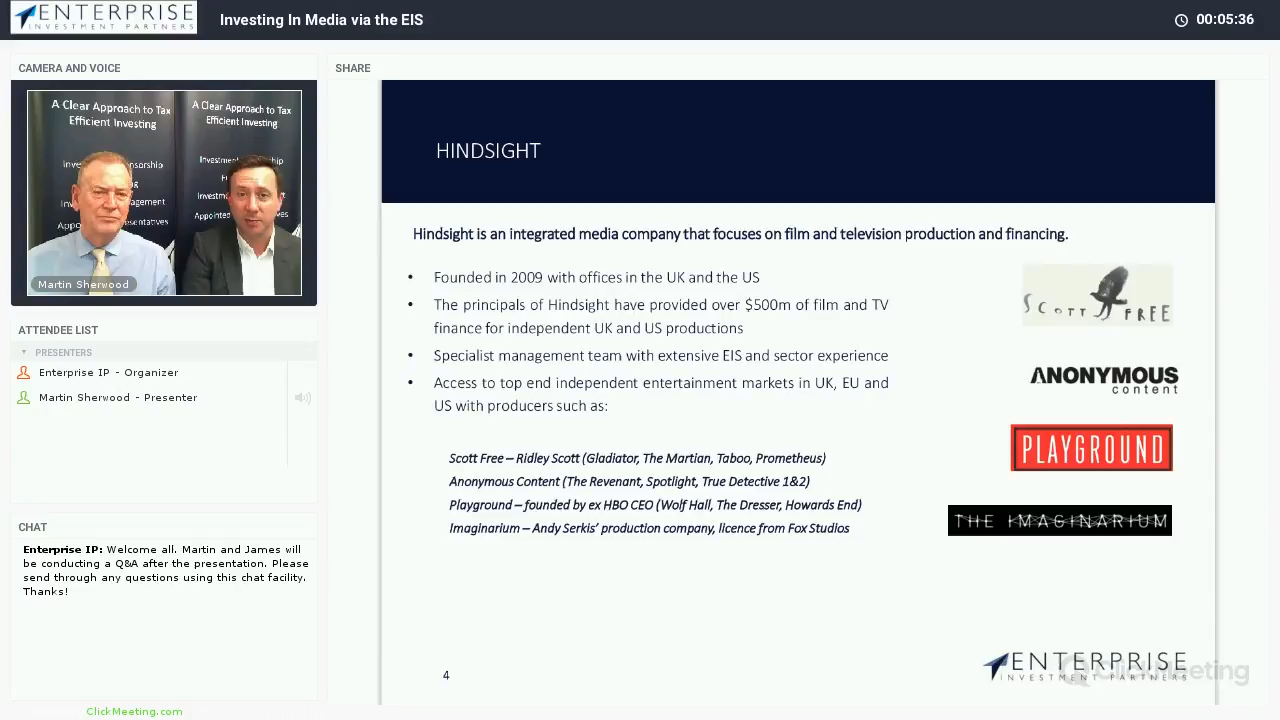 ENTERPRISE
INVESTMENT PARTNERS
Investing In Media via the EIS
00:05:36
CAMERA AND VOICE
A Clear Approach to Tax
Efficient Investing
A Clear Approach to Tax
Efficient Investing
Martin Sherwood
ATTENDEE LIST
PRESENTERS
Enterprise IP - Organizer
Martin Sherwood - Presenter
CHAT
Enterprise IP: Welcome all. Martin and James will
be conducting a Q&A after the presentation. Please
send through any questions using this chat facility.
Thanks!
ClickMeeting.com
SHARE
HINDSIGHT
Hindsight is an integrated media company that focuses on film and television production and financing.
• Founded in 2009 with offices in the UK and the US
• The principals of Hindsight have provided over $500m of film and TV
finance for independent UK and US productions
• Specialist management team with extensive EIS and sector experience
• Access to top end independent entertainment markets in UK, EU and
US with producers such as:
Scott Free – Ridley Scott (Gladiator, The Martian, Taboo, Prometheus)
Anonymous Content (The Revenant, Spotlight, True Detective 1&2)
Playground – founded by ex HBO CEO (Wolf Hall, The Dresser, Howards End)
Imaginarium – Andy Serkis’ production company, licence from Fox Studios
SCOTT FREE
ANONYMOUS
content
PLAYGROUND
THE IMAGINARIUM
4
ENTERPRISE
INVESTMENT PARTNERS
ClickMeeting